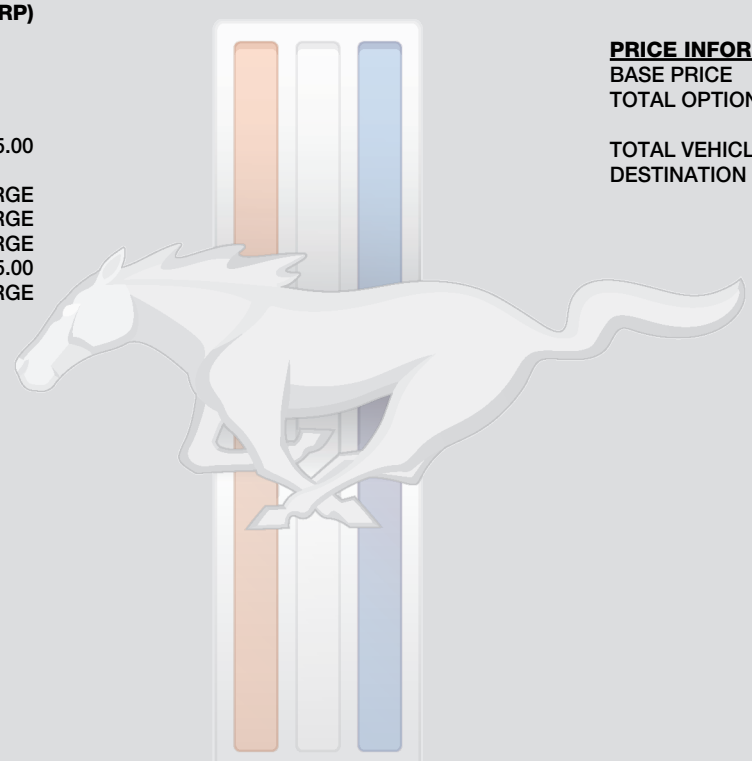 RP)
5.00
RGE
RGE
RGE
5.00
RGE
PRICE INFOR
BASE PRICE
TOTAL OPTION
TOTAL VEHICL
DESTINATION